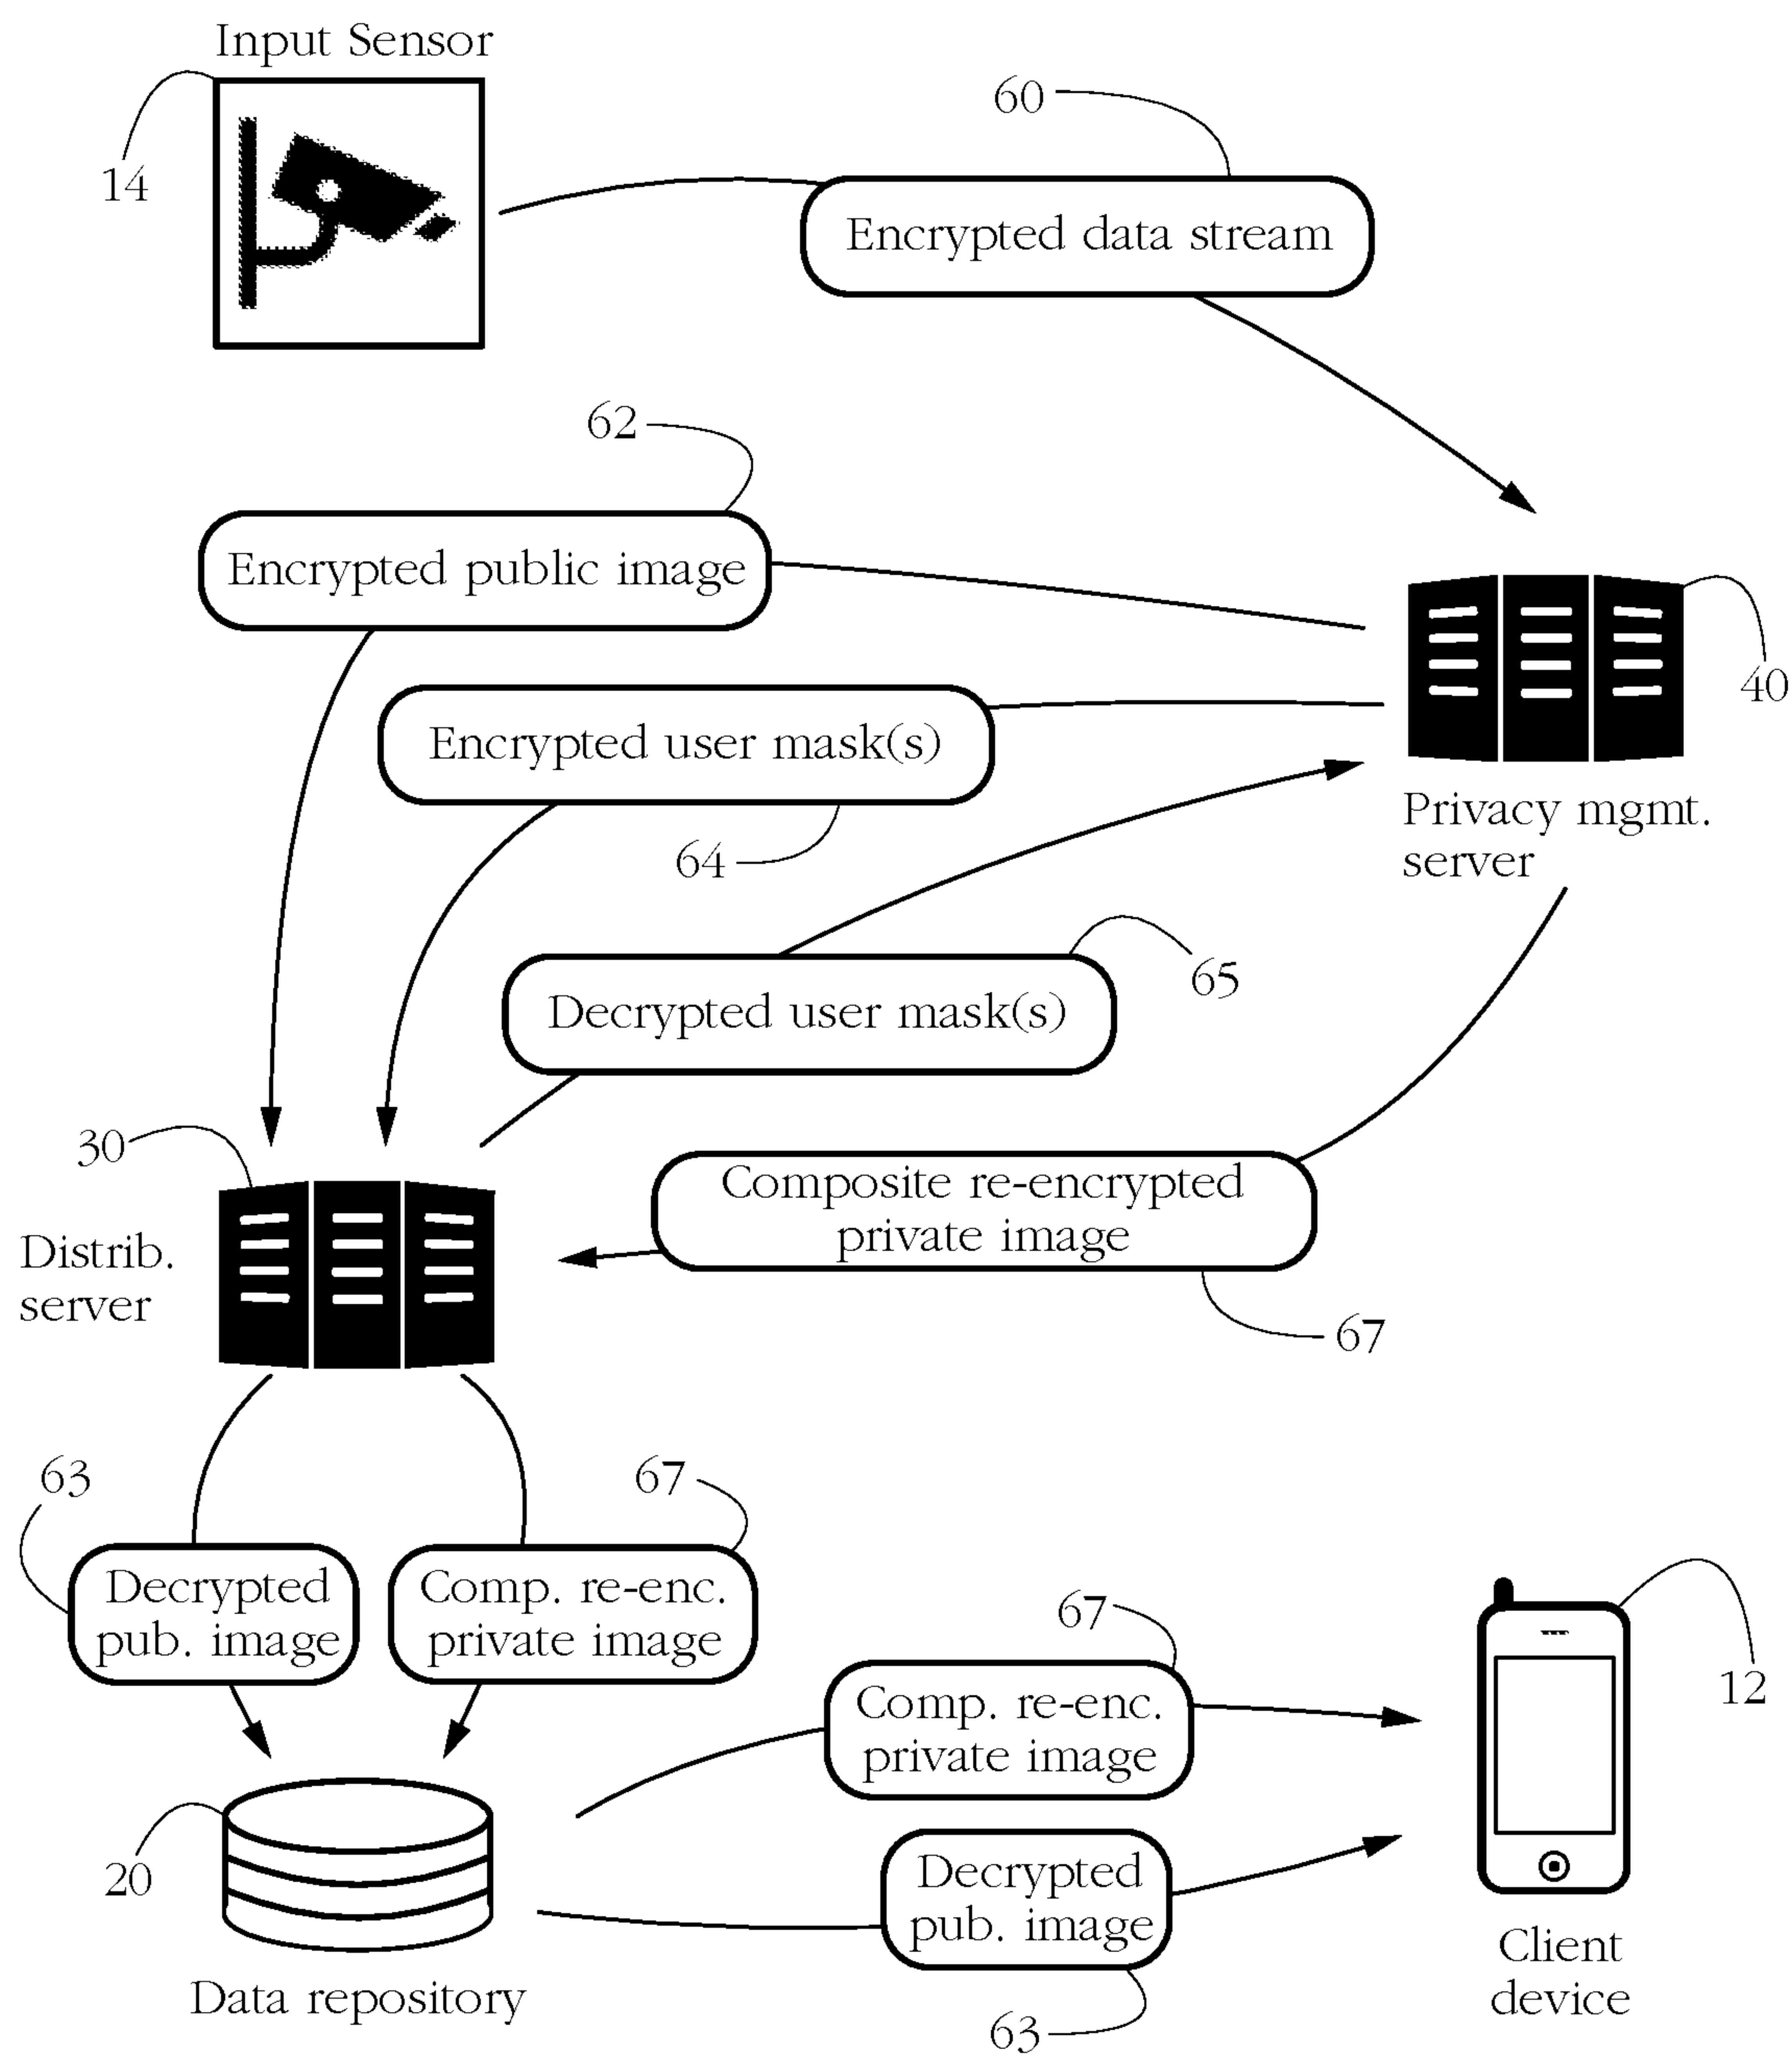 Input Sensor
14
60
Encrypted data stream
62
Encrypted public image
40
Encrypted user mask(s)
64
Privacy mgmt.
server
65
Decrypted user mask(s)
30
Distrib.
server
Composite re-encrypted
private image
67
63
67
Decrypted
pub. image
Comp. re-enc.
private image
67
Comp. re-enc.
private image
12
20
Decrypted
pub. image
Data repository
63
Client
device